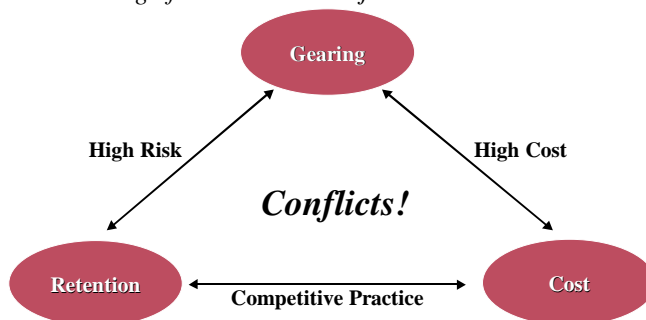 Gearing
High Risk
High Cost
Conflicts!
Retention
Cost
Competitive Practice